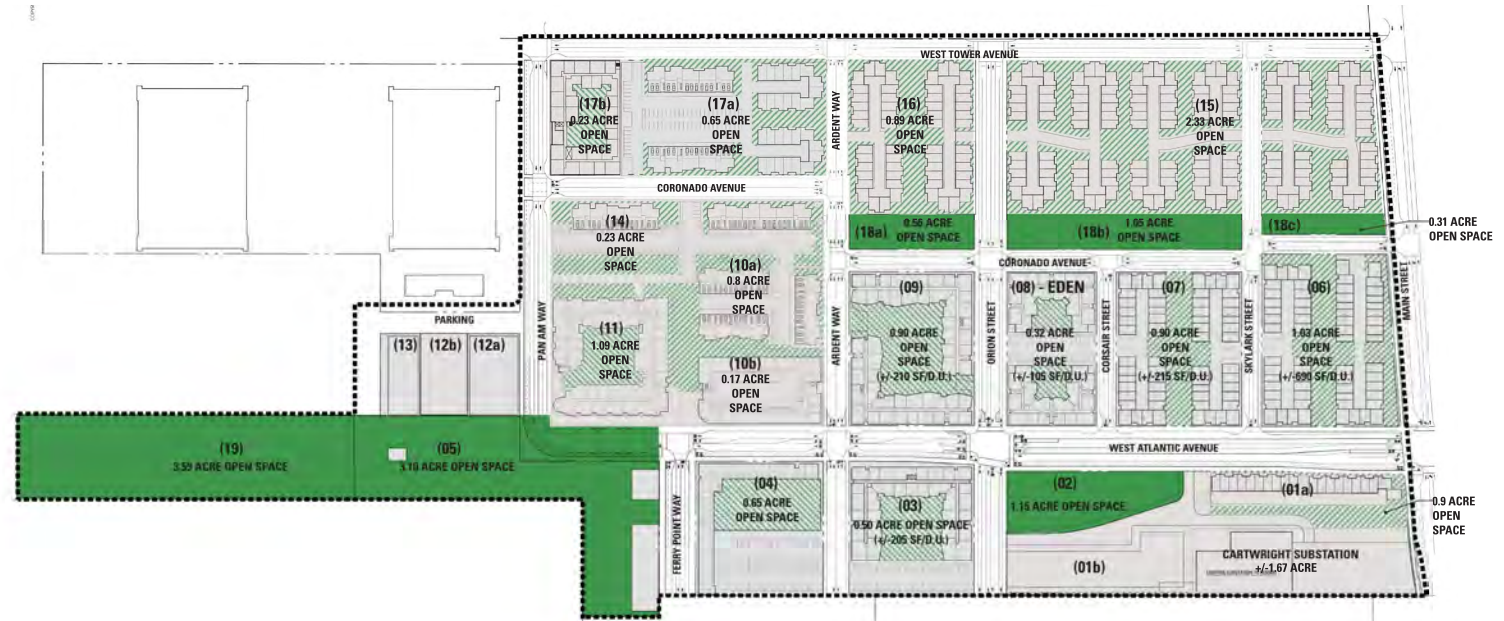 WEST TOWER AVENUE
(17b)
0.23 ACRE
OPEN
SPACE
(17a)
0.65 ACRE
OPEN
SPACE
ARDENT WAY
(16)
0.89 ACRE
OPEN
SPACE
(15)
2.33 ACRE
OPEN
SPACE
CORONADO AVENUE
(14)
0.23 ACRE
OPEN
SPACE
(18a)
0.56 ACRE
OPEN SPACE
(18b)
1.05 ACRE
OPEN SPACE
(18c)
0.31 ACRE
OPEN SPACE
CORONADO AVENUE
(10a)
0.8 ACRE
OPEN
SPACE
(09)
0.90 ACRE
OPEN
SPACE
(+/-210 SF/D.U.)
(08) - EDEN
0.32 ACRE
OPEN
SPACE
(+/-105 SF/D.U.)
(07)
0.90 ACRE
OPEN
SPACE
(+/-215 SF/D.U.)
(06)
1.03 ACRE
OPEN
SPACE
(+/-690 SF/D.U.)
PAN AM WAY
ARDENT WAY
ORION STREET
CORSAIR STREET
SKYLARK STREET
MAIN STREET
PARKING
(13)
(12b)
(12a)
(11)
1.09 ACRE
OPEN
SPACE
(10b)
0.17 ACRE
OPEN
SPACE
WEST ATLANTIC AVENUE
(19)
3.59 ACRE OPEN SPACE
(05)
3.10 ACRE OPEN SPACE
FERRY POINT WAY
(04)
0.65 ACRE
OPEN SPACE
(03)
0.50 ACRE OPEN SPACE
(+/-205 SF/D.U.)
(02)
1.15 ACRE OPEN SPACE
(01a)
0.9 ACRE
OPEN
SPACE
(01b)
CARTWRIGHT SUBSTATION
+/-1.67 ACRE